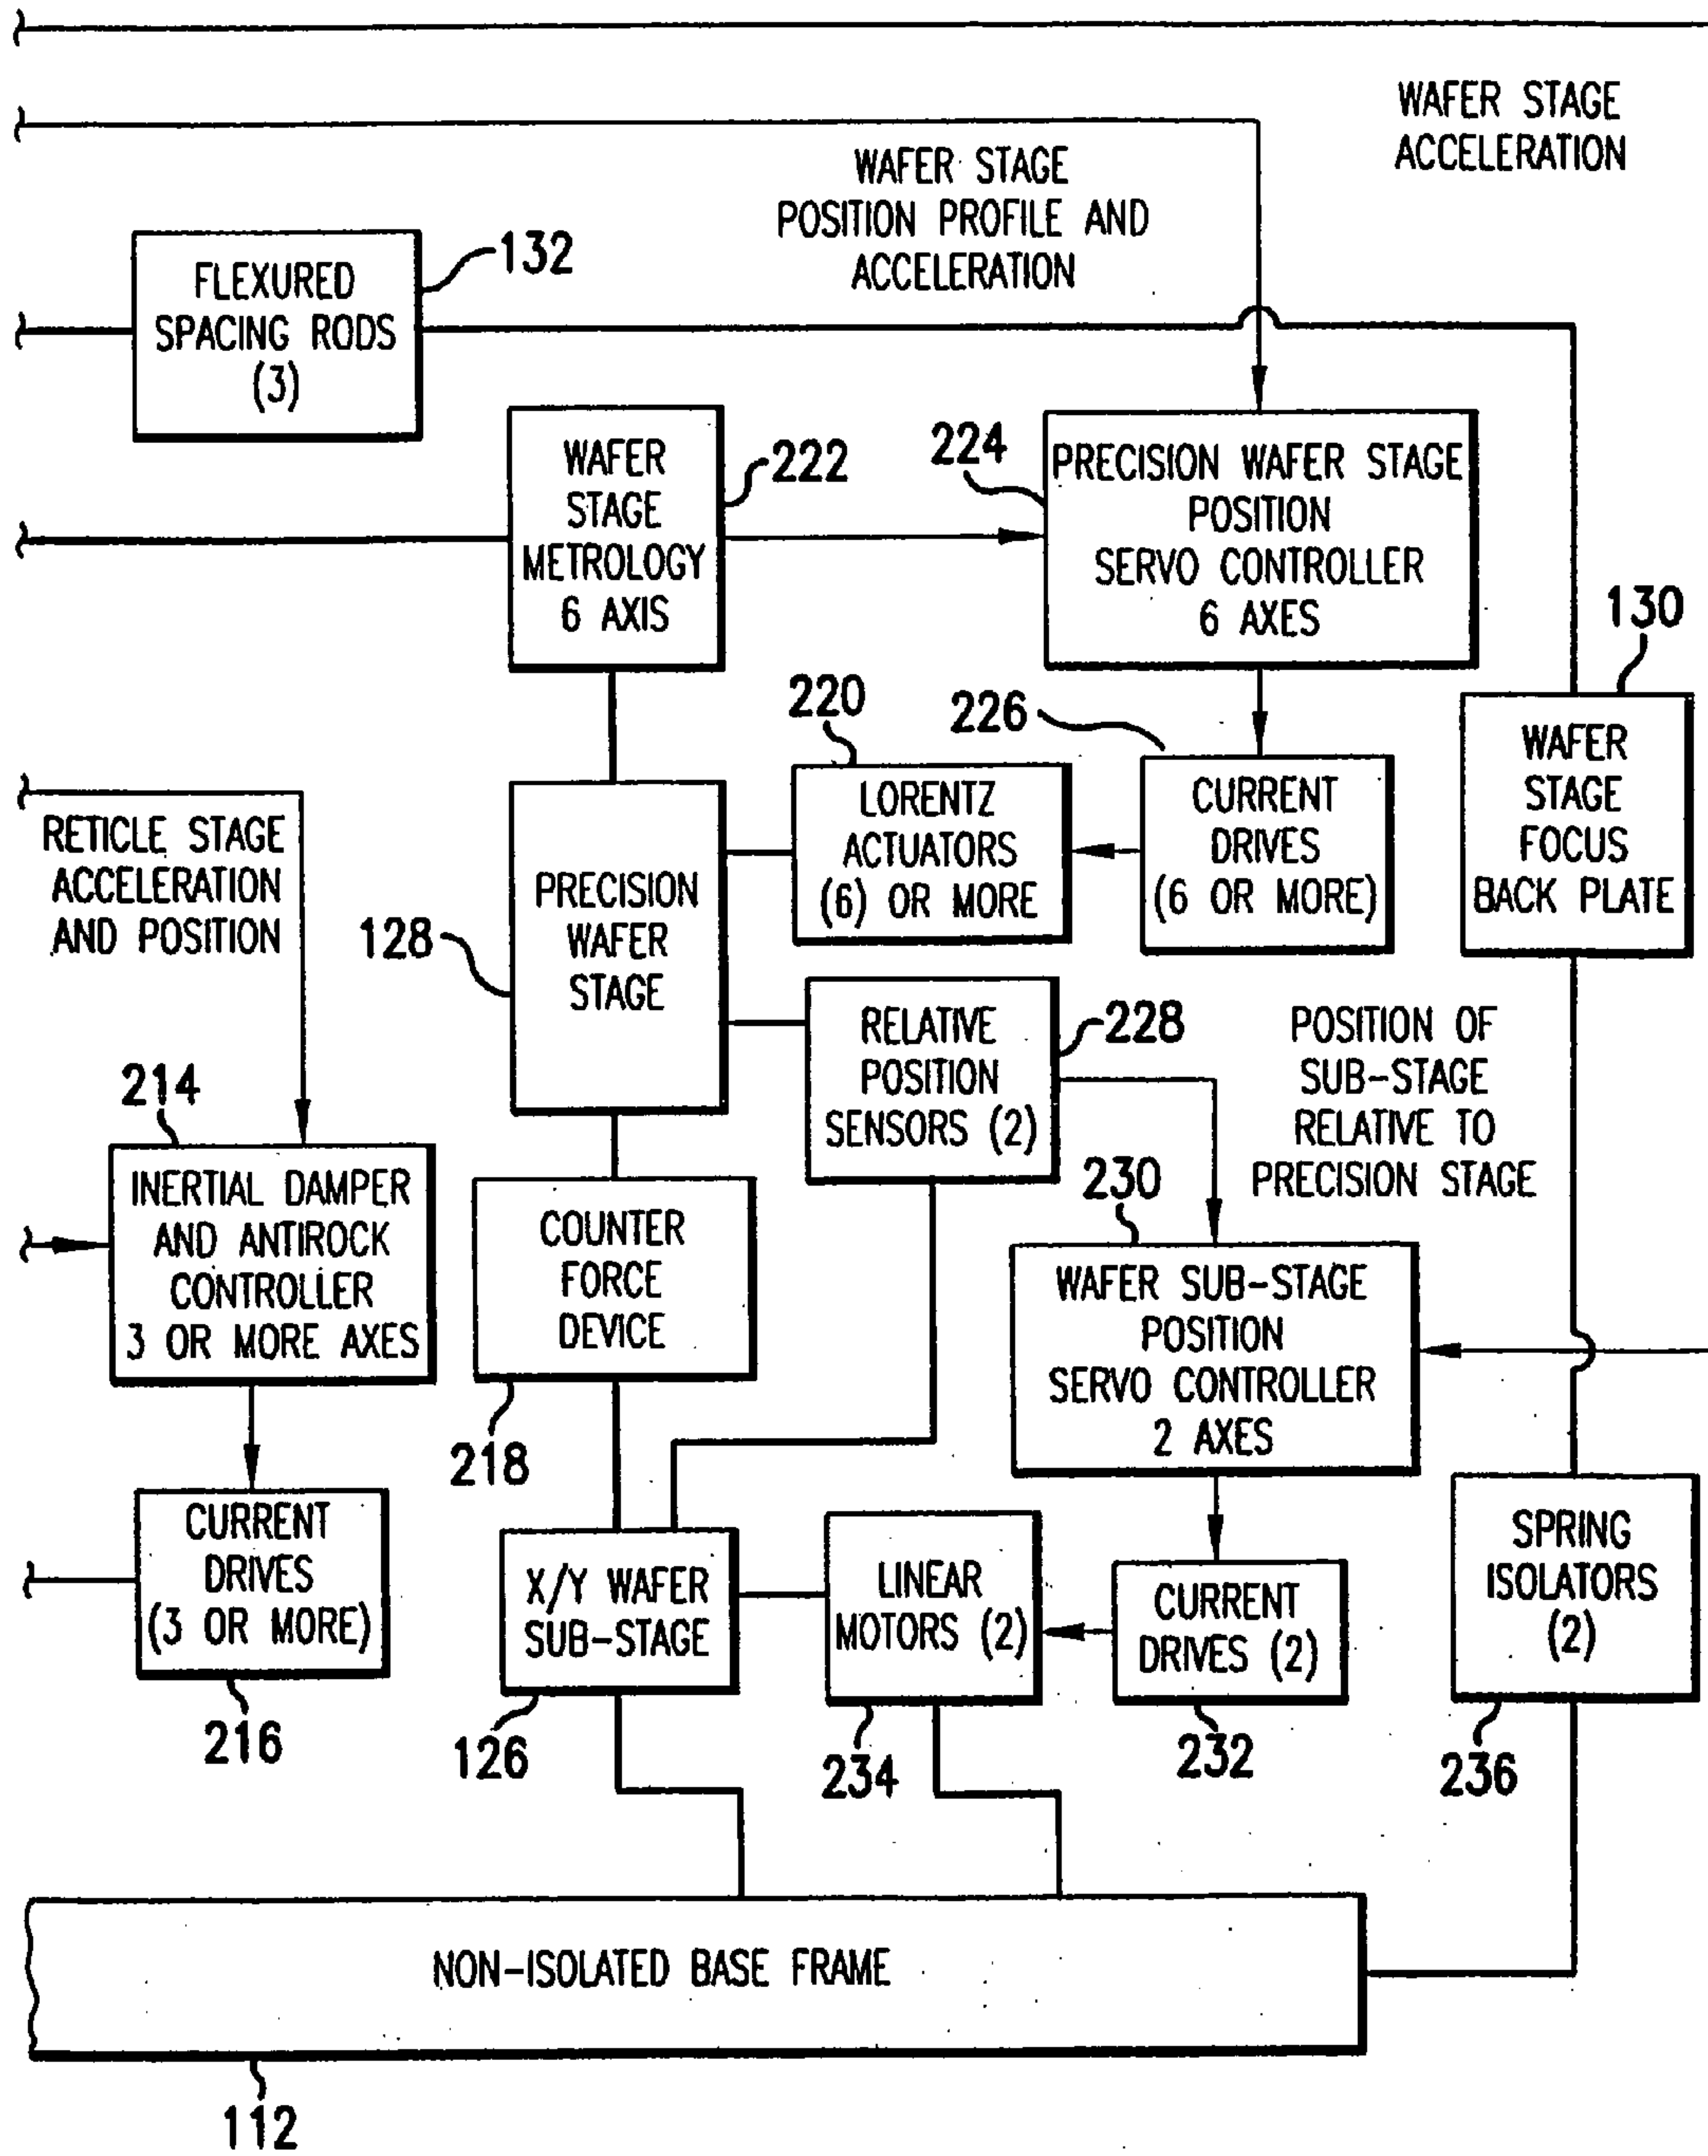 WAFER STAGE
ACCELERATION
WAFER STAGE
POSITION PROFILE AND
ACCELERATION
FLEXURED
SPACING RODS
(3)
132
WAFER
STAGE
METROLOGY
6 AXIS
222
224
PRECISION WAFER STAGE
POSITION
SERVO CONTROLLER
6 AXES
130
WAFER
STAGE
FOCUS
BACK PLATE
220
LORENTZ
ACTUATORS
(6) OR MORE
226
CURRENT
DRIVES
(6 OR MORE)
RETICLE STAGE
ACCELERATION
AND POSITION
128
PRECISION
WAFER
STAGE
RELATIVE
POSITION
SENSORS (2)
228
POSITION OF
SUB-STAGE
RELATIVE TO
PRECISION STAGE
214
INERTIAL DAMPER
AND ANTIROCK
CONTROLLER
3 OR MORE AXES
COUNTER
FORCE
DEVICE
218
230
WAFER SUB-STAGE
POSITION
SERVO CONTROLLER
2 AXES
CURRENT
DRIVES
(3 OR MORE)
216
X/Y WAFER
SUB-STAGE
126
LINEAR
MOTORS (2)
234
CURRENT
DRIVES (2)
232
SPRING
ISOLATORS
(2)
236
NON-ISOLATED BASE FRAME
112